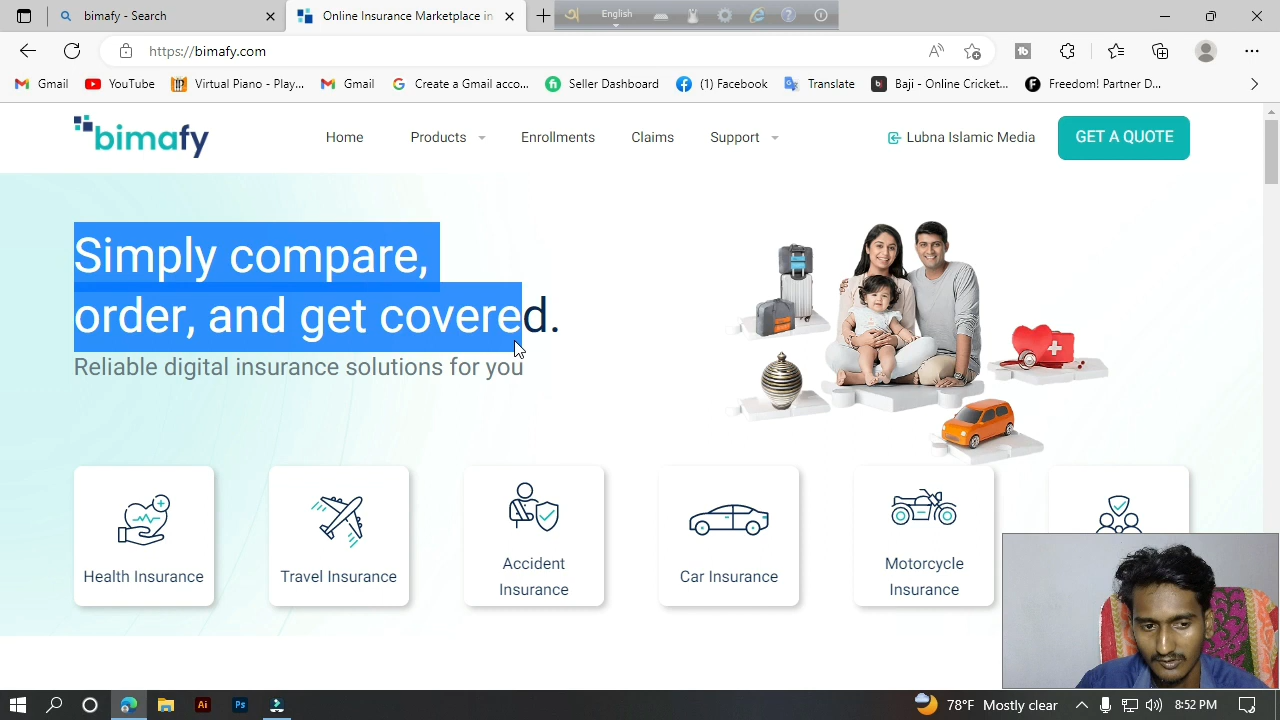 bimafy - Search
Online Insurance Marketplace in
English
https://bimafy.com
Gmail
YouTube
Virtual Piano - Play...
Gmail
Create a Gmail acco...
Seller Dashboard
(1) Facebook
Translate
Baji - Online Cricket...
Freedom! Partner D...
bimafy
Home
Products
Enrollments
Claims
Support
Lubna Islamic Media
GET A QUOTE
Simply compare,
order, and get covered.
Reliable digital insurance solutions for you
Health Insurance
Travel Insurance
Accident
Insurance
Car Insurance
Motorcycle
Insurance
78°F Mostly clear
8:52 PM